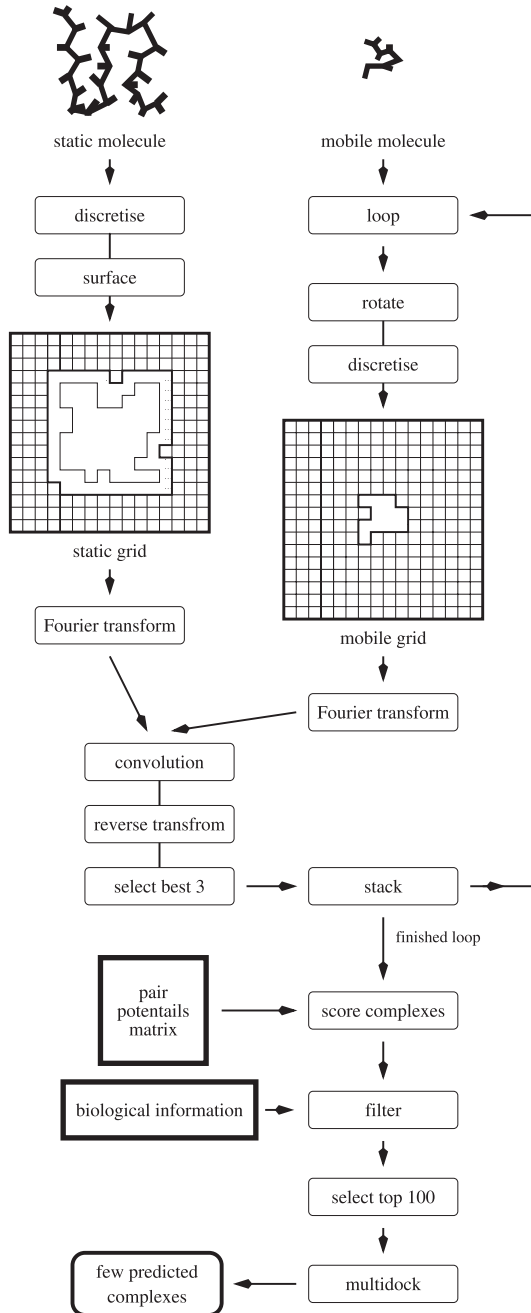 static molecule
mobile molecule
discretise
loop
surface
rotate
discretise
static grid
mobile grid
Fourier transform
Fourier transform
convolution
reverse transfrom
select best 3
stack
finished loop
pair
potentails
matrix
score complexes
biological information
filter
select top 100
few predicted
complexes
multidock